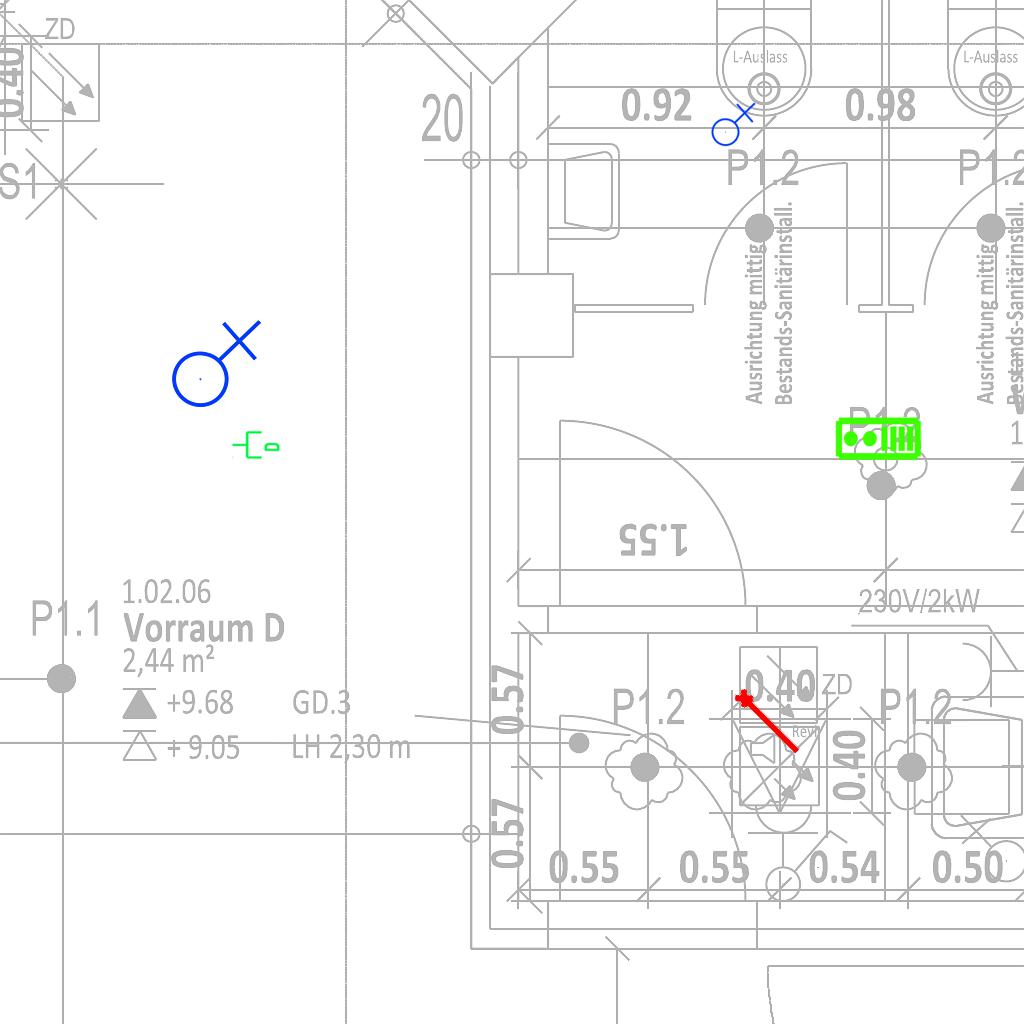 ZD
0.40
S1
20
L-Auslass
L-Auslass
0.92
0.98
P1.2
P1.2
Ausrichtung mittig
Bestands-Sanitärinstall.
Ausrichtung mittig
Bestands-Sanitärinstall.
P1.2
1.55
230V/2kW
P1.1
1.02.06
Vorraum D
2,44 m²
+9.68
GD.3
+ 9.05
LH 2,30 m
0.57
P1.2
0.40
ZD
P1.2
Rev
0.40
0.57
0.55
0.55
0.54
0.50